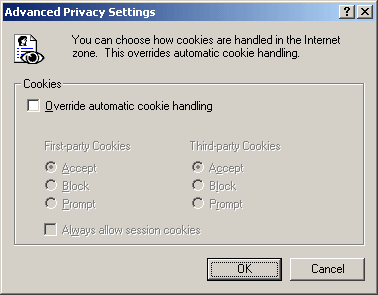 Advanced Privacy Settings
You can choose how cookies are handled in the Internet
zone. This overrides automatic cookie handling.
Cookies
Override automatic cookie handling
First-party Cookies Third-party Cookies
Accept Accept
Block Block
Prompt Prompt
Always allow session cookies
OK Cancel